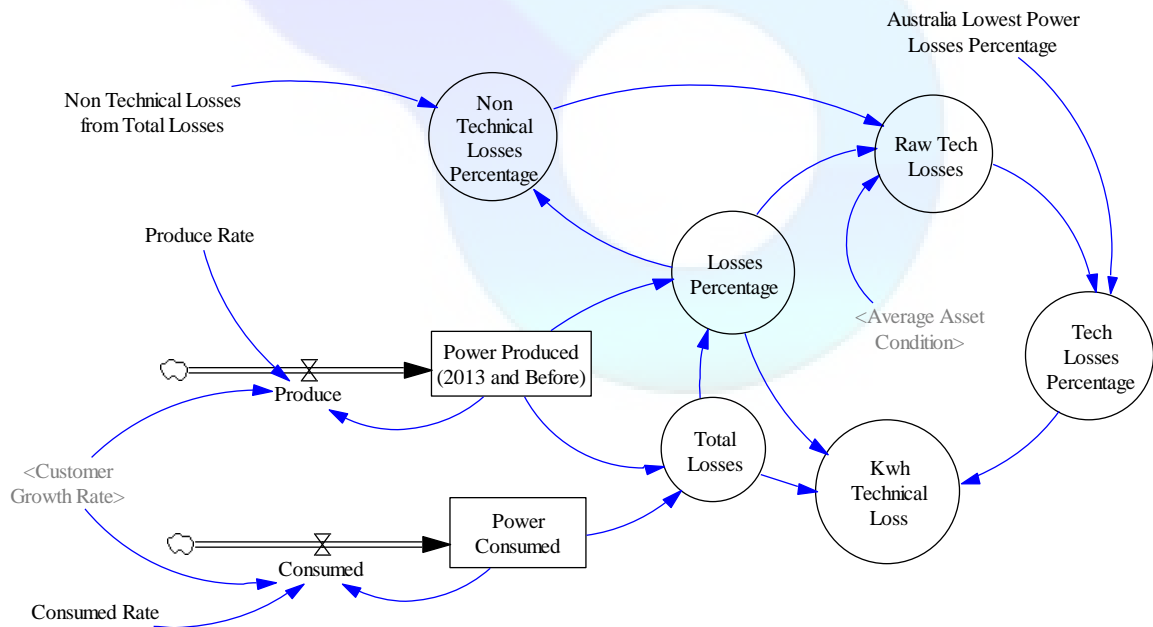 Australia Lowest Power
Losses Percentage
Non Technical Losses
from Total Losses
Non
Technical
Losses
Percentage
Raw Tech
Losses
Produce Rate
Losses
Percentage
<Average Asset
Condition>
Tech
Losses
Percentage
Power Produced
(2013 and Before)
Produce
Total
Losses
Kwh
Technical
Loss
<Customer
Growth Rate>
Power
Consumed
Consumed
Consumed Rate